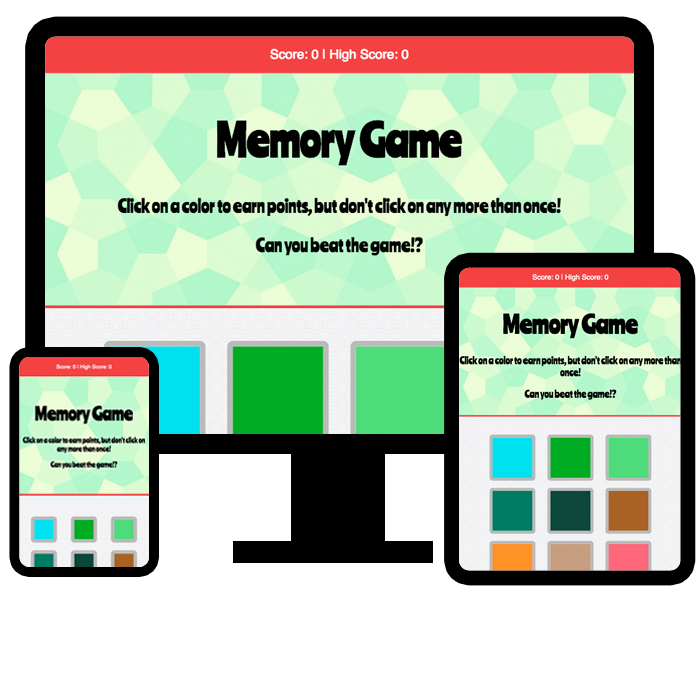 Score: 0 | High Score: 0
Memory Game
Click on a color to earn points, but don't click on any more than once!
Can you beat the game!?
Score: 0 | High Score: 0
Memory Game
Click on a color to earn points, but don't click on any more than
once!
Can you beat the game!?
Score: 0 | High Score: 0
Memory Game
Click on a color to earn points, but don't click on
any more than once!
Can you beat the game!?